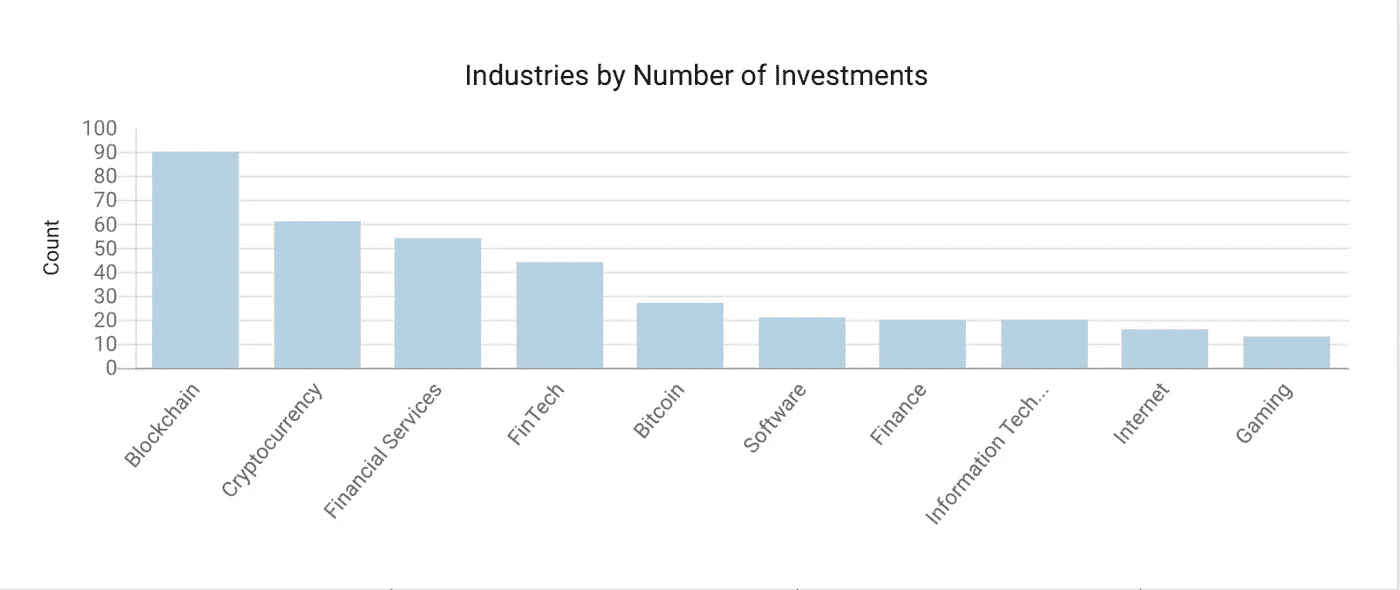 Industries by Number of Investments
100
90
80
70
60
50
40
30
20
10
0
Count
Blockchain
Cryptocurrency
Financial Services
FinTech
Bitcoin
Software
Finance
Information Tech...
Internet
Gaming